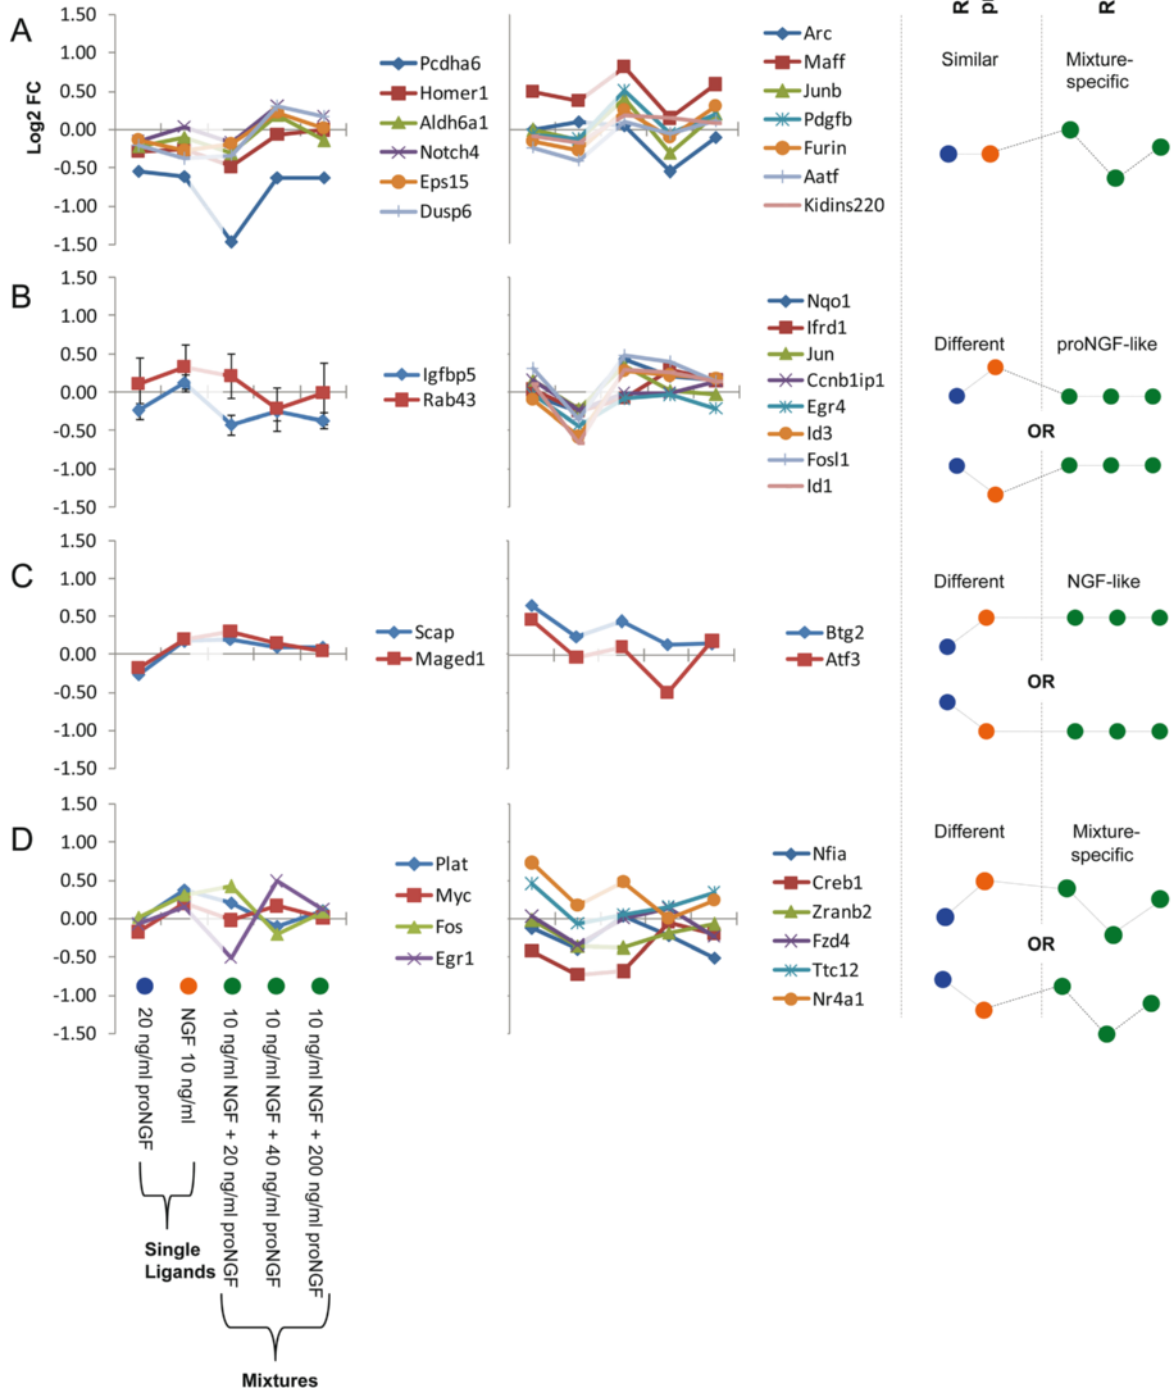 A
Log2 FC
1.50
1.00
0.50
0.00
-0.50
-1.00
-1.50
Pcdha6
Homer1
Aldh6a1
Notch4
Eps15
Dusp6
Arc
Maff
Junb
Pdgfb
Furin
Aatf
Kidins220
R
R
Similar
Mixture-
specific
B
1.50
1.00
0.50
0.00
-0.50
-1.00
-1.50
Igfbp5
Rab43
Nqo1
Ifrd1
Jun
Ccnb1ip1
Egr4
Id3
Fosl1
Id1
Different
proNGF-like
OR
C
1.50
1.00
0.50
0.00
-0.50
-1.00
-1.50
Scap
Maged1
Btg2
Atf3
Different
NGF-like
OR
D
1.50
1.00
0.50
0.00
-0.50
-1.00
-1.50
Plat
Myc
Fos
Egr1
Nfia
Creb1
Zranb2
Fzd4
Ttc12
Nr4a1
Different
Mixture-
specific
OR
20 ng/ml proNGF
NGF 10 ng/ml
10 ng/ml NGF + 20 ng/ml proNGF
10 ng/ml NGF + 40 ng/ml proNGF
10 ng/ml NGF + 200 ng/ml proNGF
Single
Ligands
Mixtures